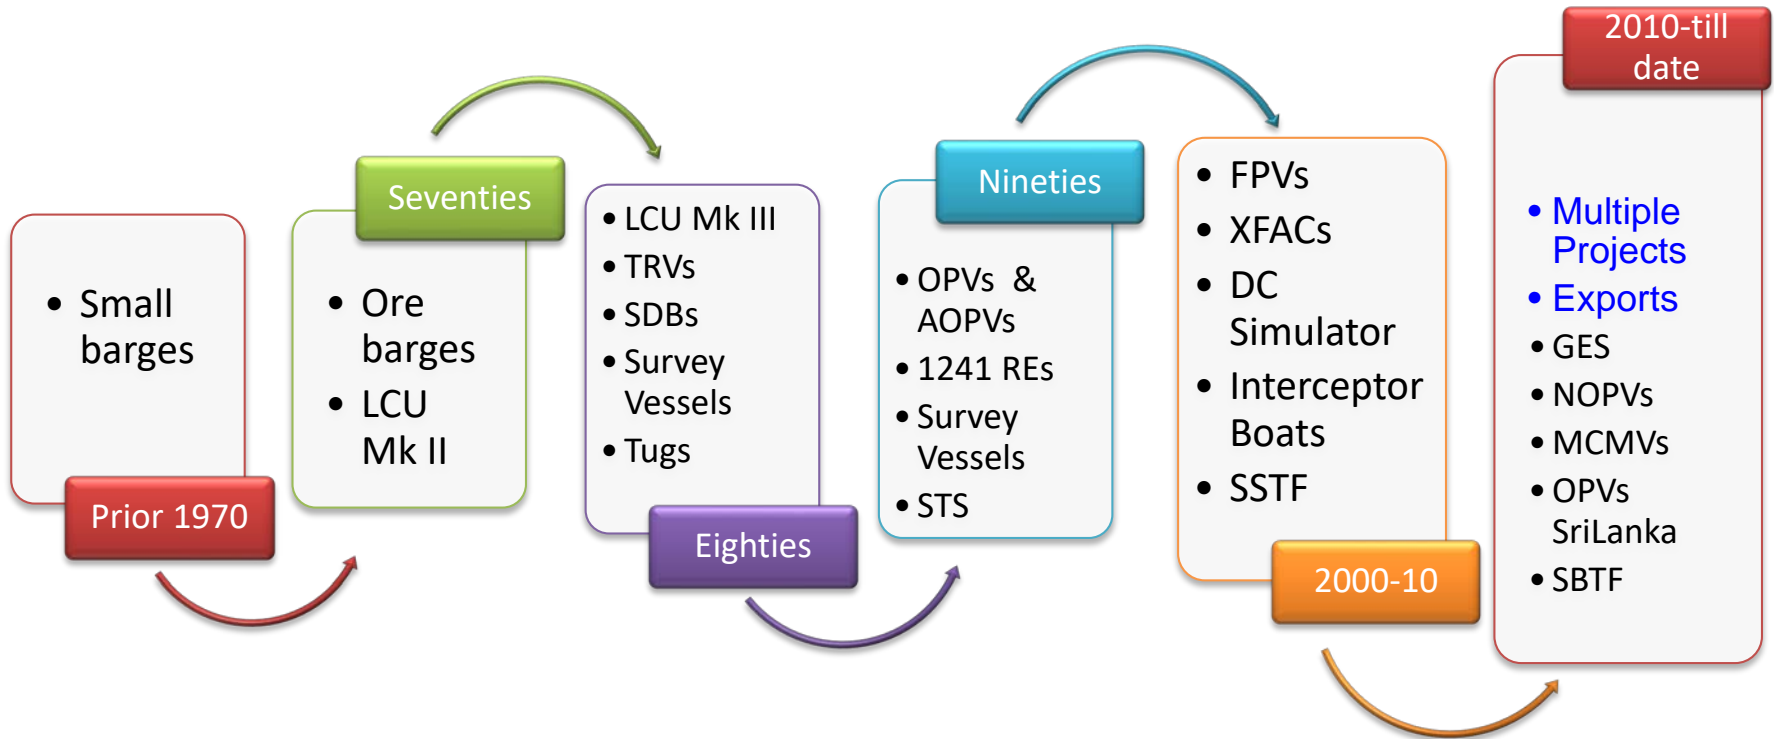 Prior 1970
• Small
barges
Seventies
• Ore
barges
• LCU
Mk II
Eighties
• LCU Mk III
• TRVs
• SDBs
• Survey
Vessels
• Tugs
Nineties
• OPVs & 
AOPVs
• 1241 REs
• Survey
Vessels
• STS
2000-10
• FPVs
• XFACs
• DC
Simulator
• Interceptor
Boats
• SSTF
2010-till
date
• Multiple
Projects
• Exports
• GES
• NOPVs
• MCMVs
• OPVs
SriLanka
• SBTF